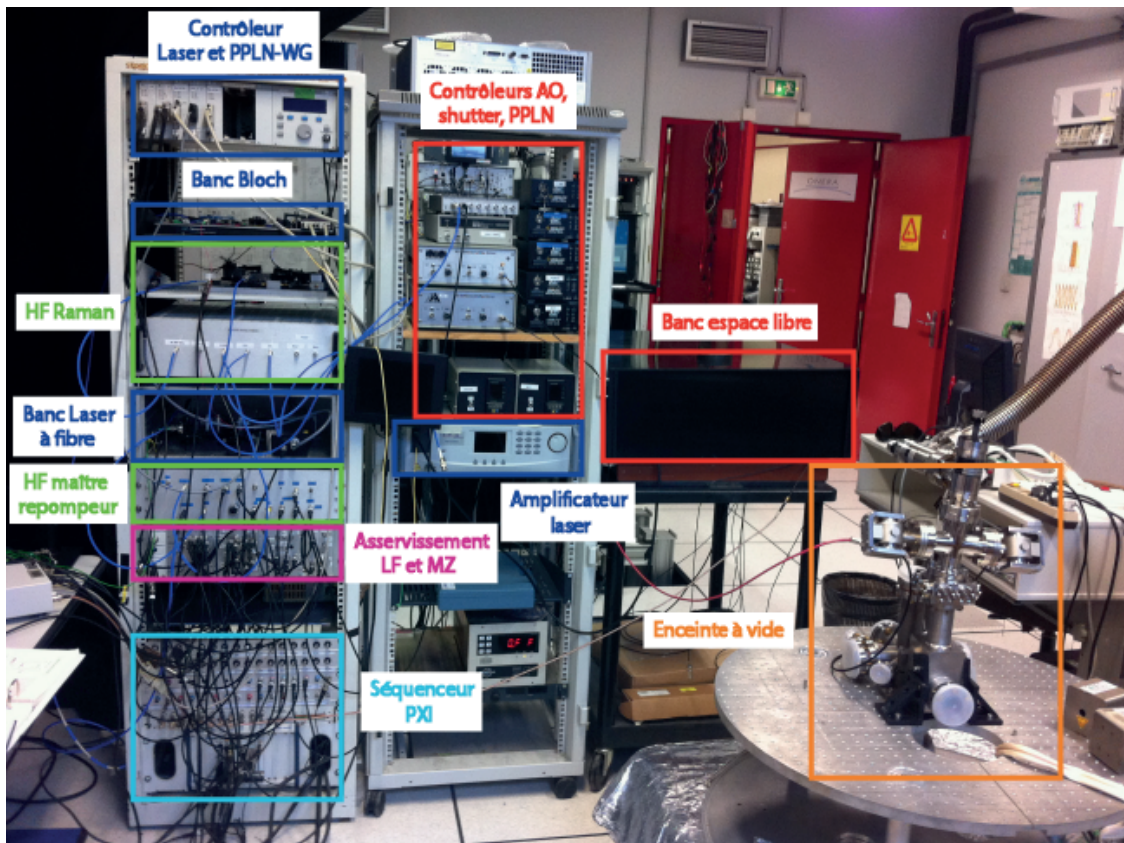 Contrôleur
Laser et PPLN-WG
Contrôleurs AO,
shutter, PPLN
Banc Bloch
ONERA
HF Raman
Banc espace libre
Banc Laser
à fibre
HF maître
repompeur
Amplificateur
laser
Asservissement
LF et MZ
Enceinte à vide
Séquenceur
PXI